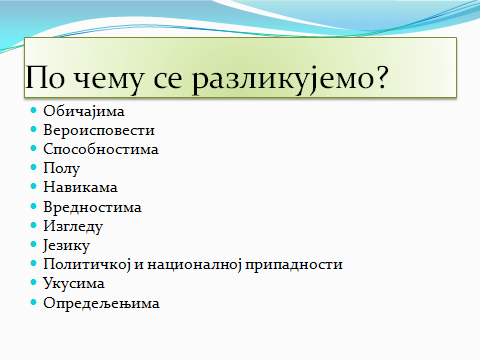 По чему се разликујемо?
Обичајима
Вероисповести
Способностима
Полу
Навикама
Вредностима
Изгледу
Језику
Политичкој и националној припадности
Укусима
Опредељењима